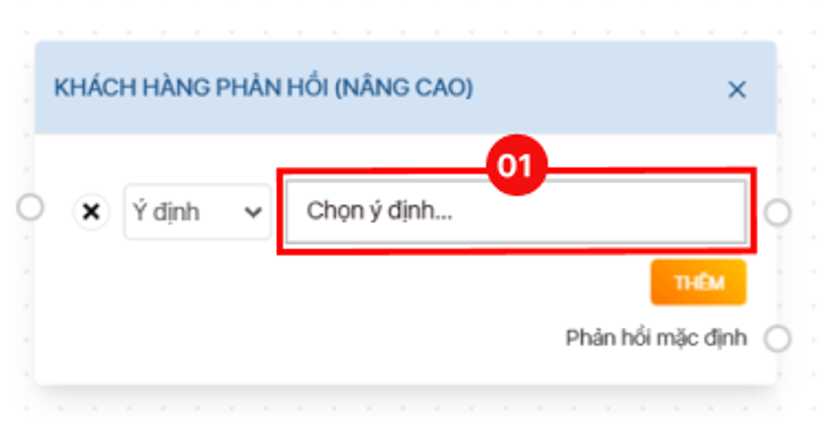 KHÁCH HÀNG PHẢN HỒI (NÂNG CAO)
01
Ý định
Chọn ý định...
THÊM
Phản hồi mặc định